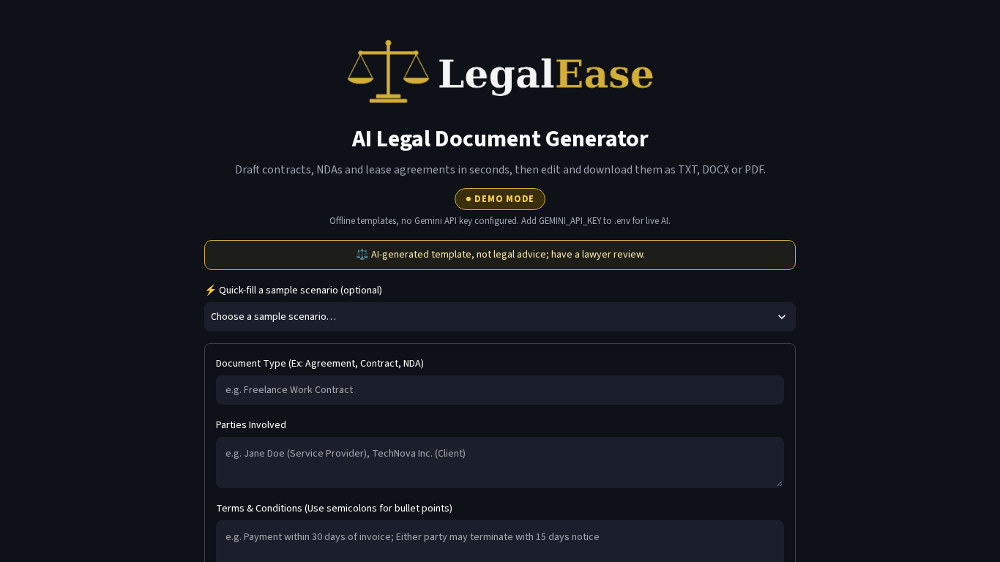 LegalEase
AI Legal Document Generator
Draft contracts, NDAs and lease agreements in seconds, then edit and download them as TXT, DOCX or PDF.
DEMO MODE
Offline templates, no Gemini API key configured. Add GEMINI_API_KEY to .env for live AI.
⚖️ AI-generated template, not legal advice; have a lawyer review.
⚡ Quick-fill a sample scenario (optional)
Choose a sample scenario…
Document Type (Ex: Agreement, Contract, NDA)
e.g. Freelance Work Contract
Parties Involved
e.g. Jane Doe (Service Provider), TechNova Inc. (Client)
Terms & Conditions (Use semicolons for bullet points)
e.g. Payment within 30 days of invoice; Either party may terminate with 15 days notice